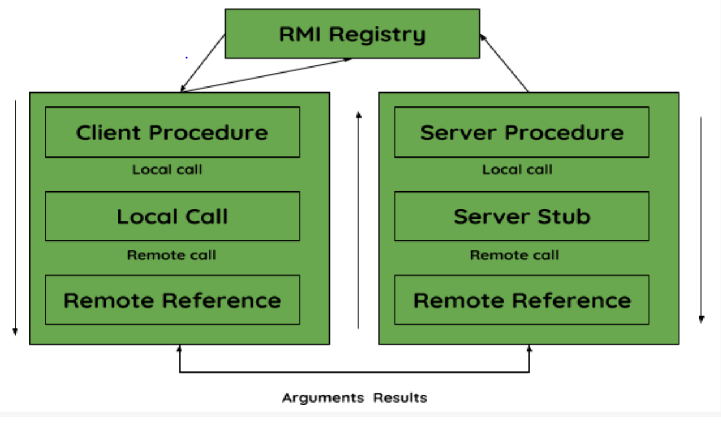 RMI Registry
Client Procedure
Local call
Local Call
Remote call
Remote Reference
Server Procedure
Local call
Server Stub
Remote call
Remote Reference
Arguments Results